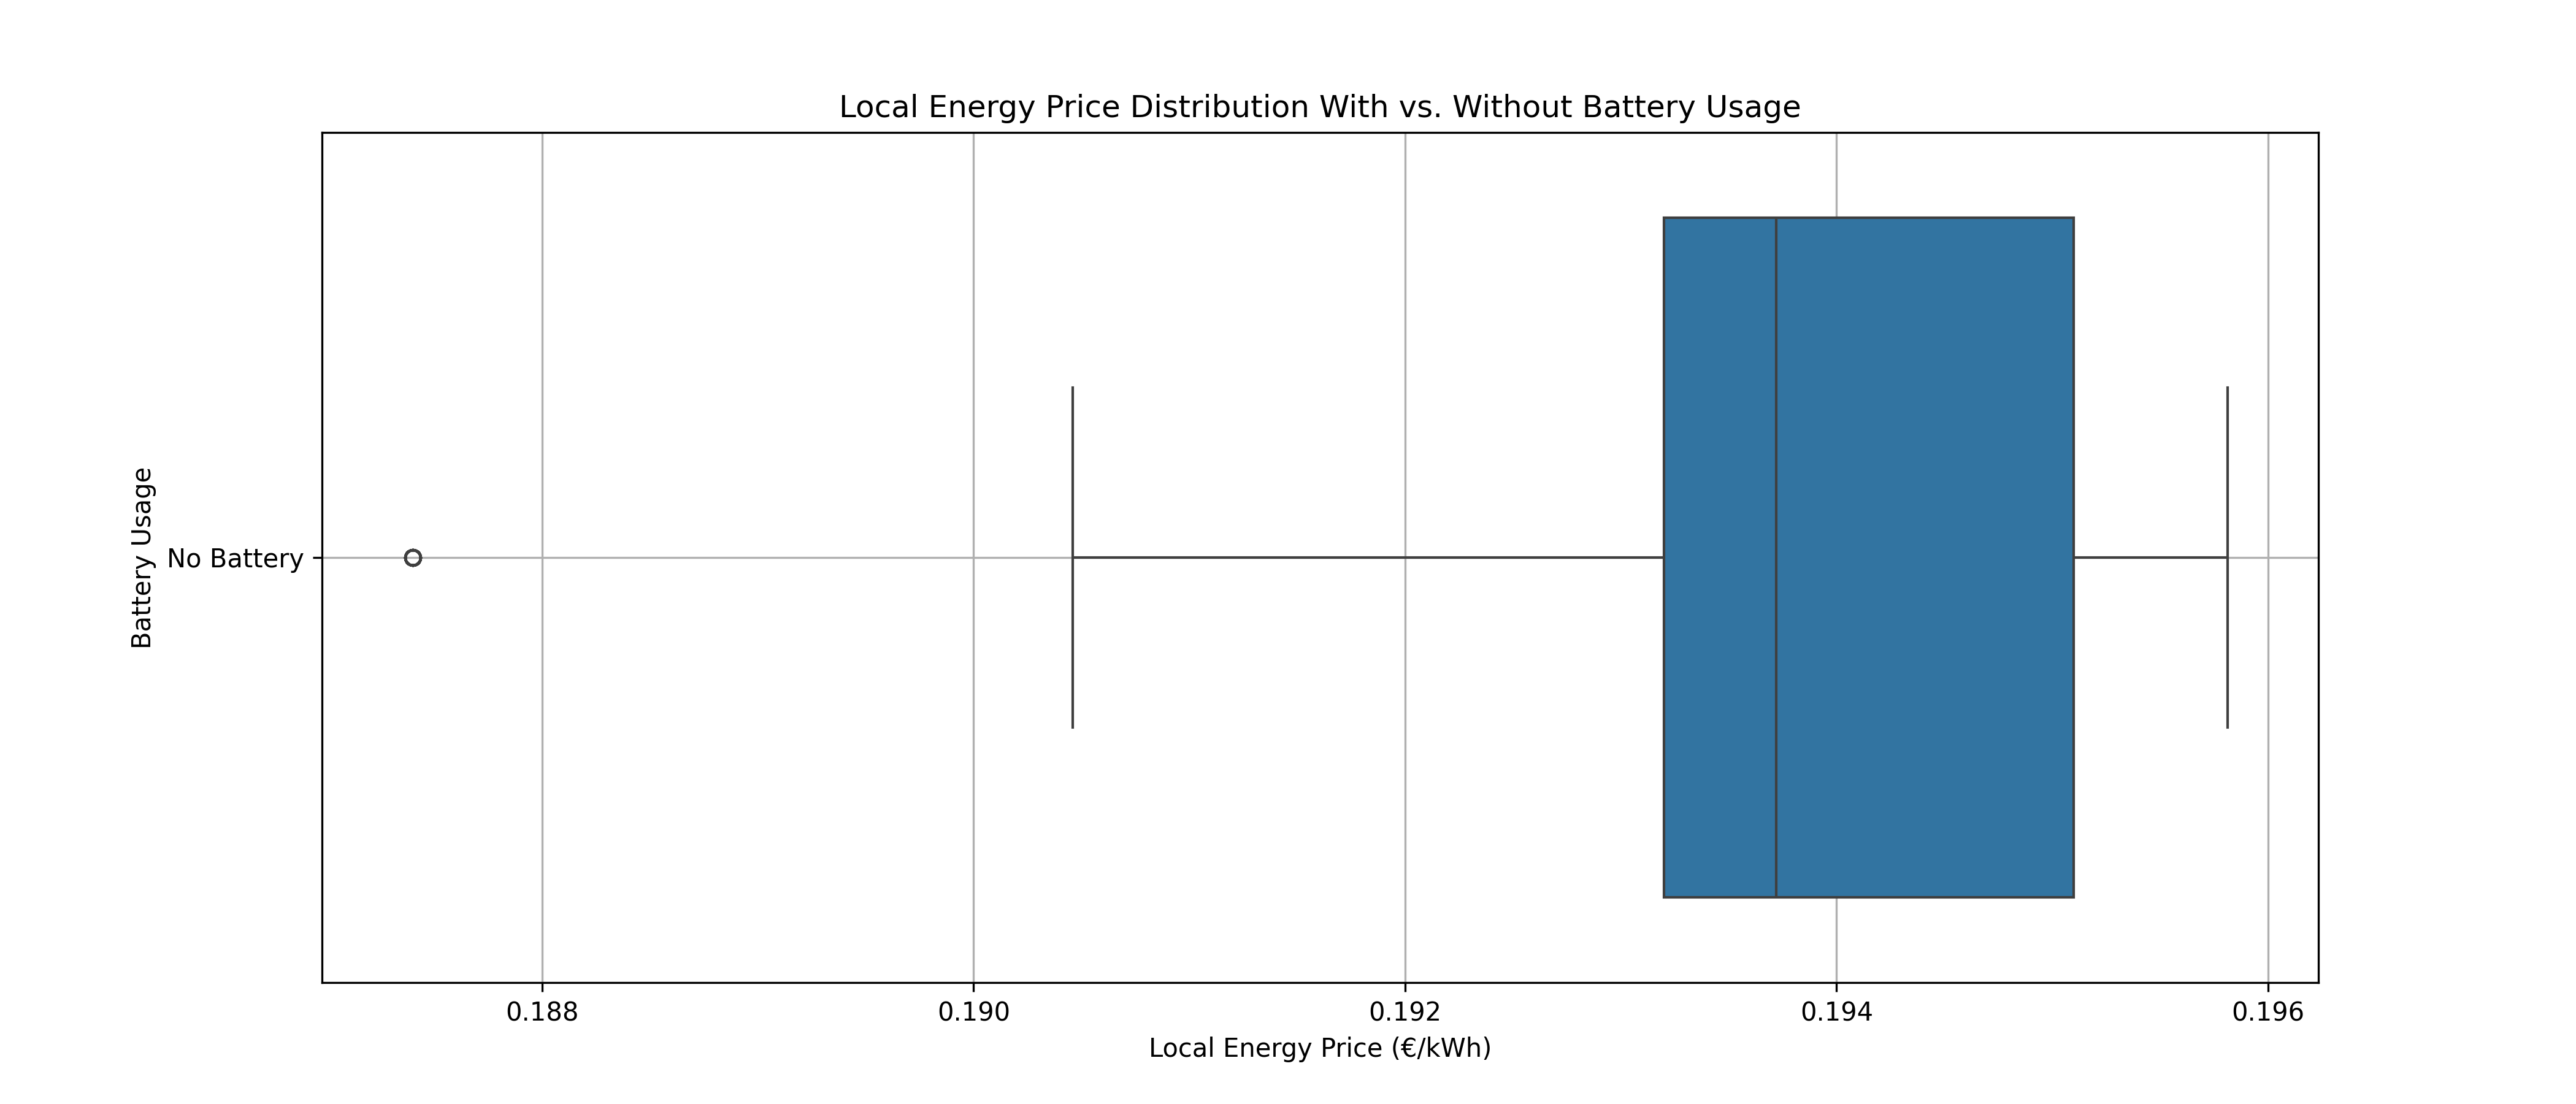 Local Energy Price Distribution With vs. Without Battery Usage
Battery Usage
No Battery
0.188
0.190
0.192
0.194
0.196
Local Energy Price (€/kWh)